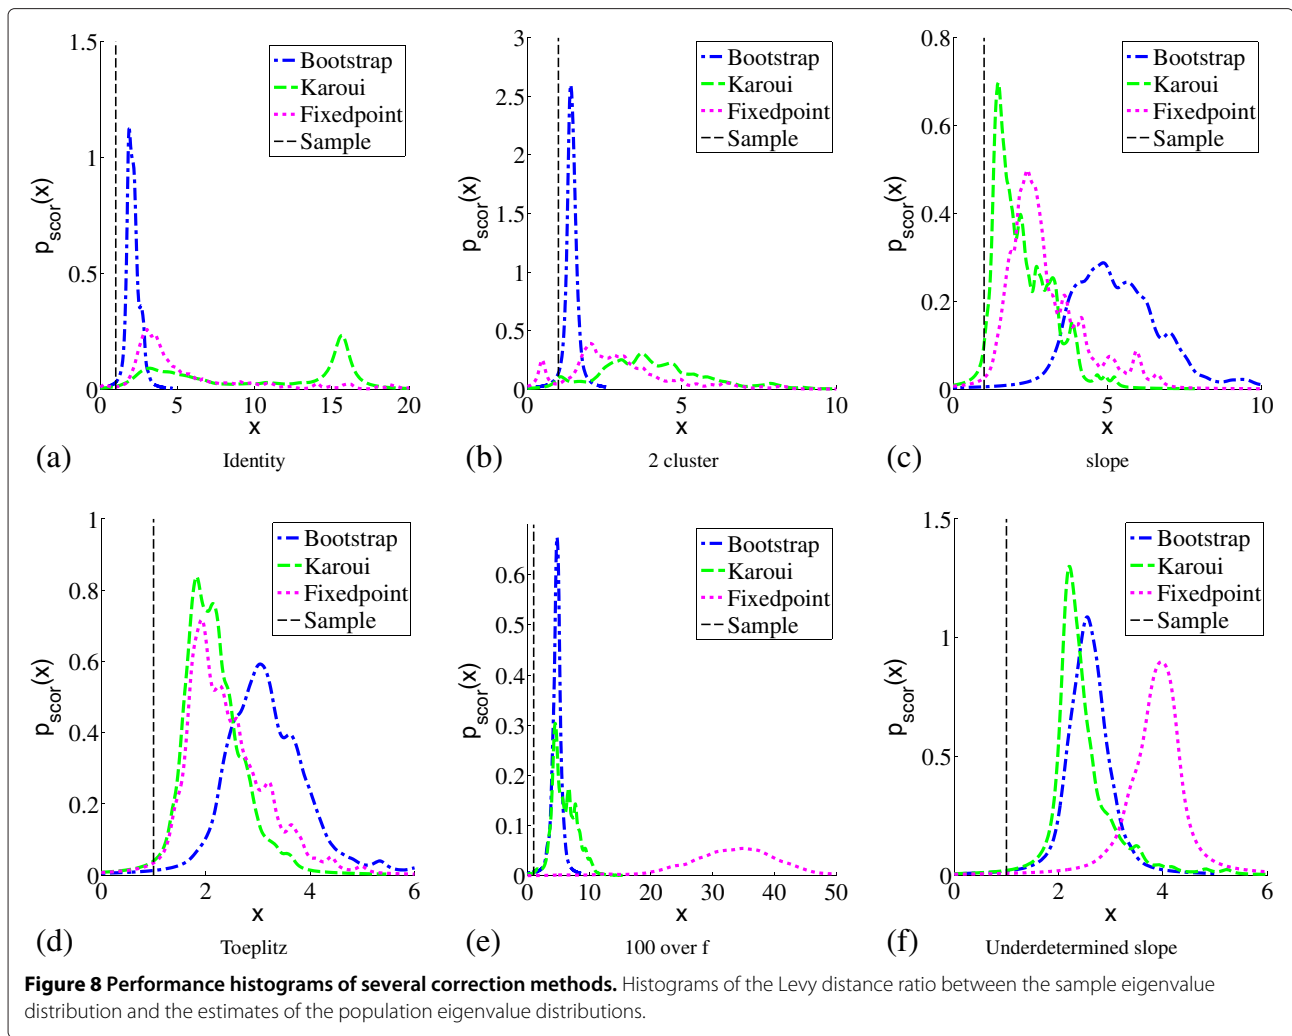 1.5
1
0.5
0
0 5 10 15 20
p_scor(x)
x
Bootstrap
Karoui
Fixedpoint
Sample
(a) Identity
3
2.5
2
1.5
1
0.5
0
0 5 10
p_scor(x)
x
Bootstrap
Karoui
Fixedpoint
Sample
(b) 2 cluster
0.8
0.6
0.4
0.2
0
0 5 10
p_scor(x)
x
Bootstrap
Karoui
Fixedpoint
Sample
(c) slope
1
0.8
0.6
0.4
0.2
0
0 2 4 6
p_scor(x)
x
Bootstrap
Karoui
Fixedpoint
Sample
(d) Toeplitz
0.6
0.5
0.4
0.3
0.2
0.1
0
0 10 20 30 40 50
p_scor(x)
x
Bootstrap
Karoui
Fixedpoint
Sample
(e) 100 over f
1.5
1
0.5
0
0 2 4 6
p_scor(x)
x
Bootstrap
Karoui
Fixedpoint
Sample
(f) Underdetermined slope
Figure 8 Performance histograms of several correction methods. Histograms of the Levy distance ratio between the sample eigenvalue
distribution and the estimates of the population eigenvalue distributions.